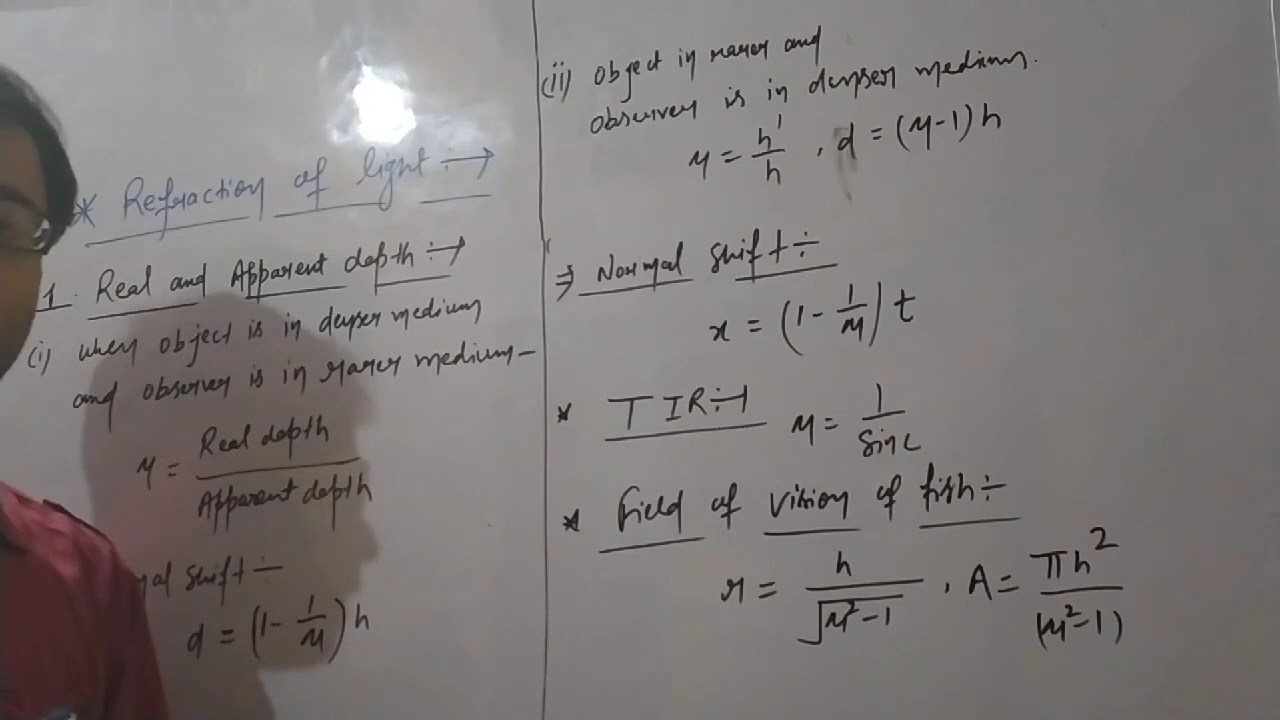 * Refraction of light :→
1. Real and Apparent depth :→
(i) when object is in denser medium
and observer is in rarer medium –
μ = Real depth / Apparent depth
al shift :–
d = (1 - 1/μ) h
(ii) object in rarer and
observer is in denser medium.
μ = h'/h , d = (μ-1) h
⇒ Normal shift :–
x = (1 - 1/μ) t
* TIR :→ μ = 1/sin c
* field of vision of fish :–
r = h/√(μ²-1) , A = πh²/(μ²-1)